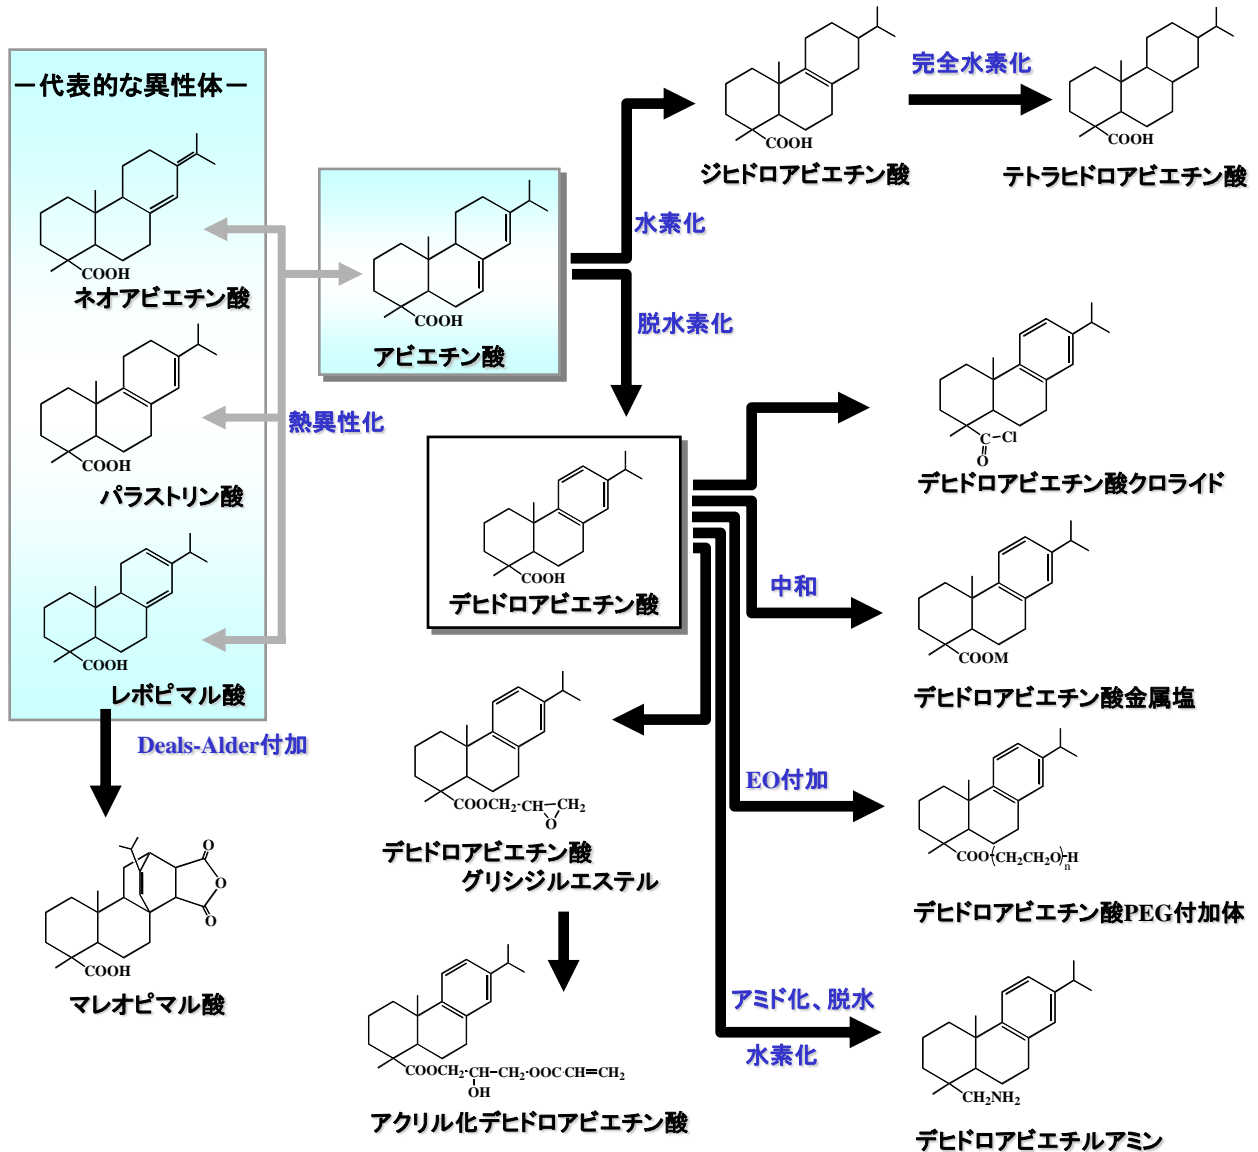 －代表的な異性体－
COOH
ネオアビエチン酸
COOH
パラストリン酸
COOH
レボピマル酸
熱異性化
COOH
アビエチン酸
水素化
脱水素化
COOH
ジヒドロアビエチン酸
完全水素化
COOH
テトラヒドロアビエチン酸
COOH
デヒドロアビエチン酸
C-Cl
O
デヒドロアビエチン酸クロライド
中和
COOM
デヒドロアビエチン酸金属塩
EO付加
COO-(CH2CH2O)-H
n
デヒドロアビエチン酸PEG付加体
アミド化、脱水
水素化
CH2NH2
デヒドロアビエチルアミン
Deals-Alder付加
O
O
O
COOH
マレオピマル酸
COOCH2-CH-CH2
O
デヒドロアビエチン酸
グリシジルエステル
COOCH2-CH-CH2-OOC-CH=CH2
OH
アクリル化デヒドロアビエチン酸